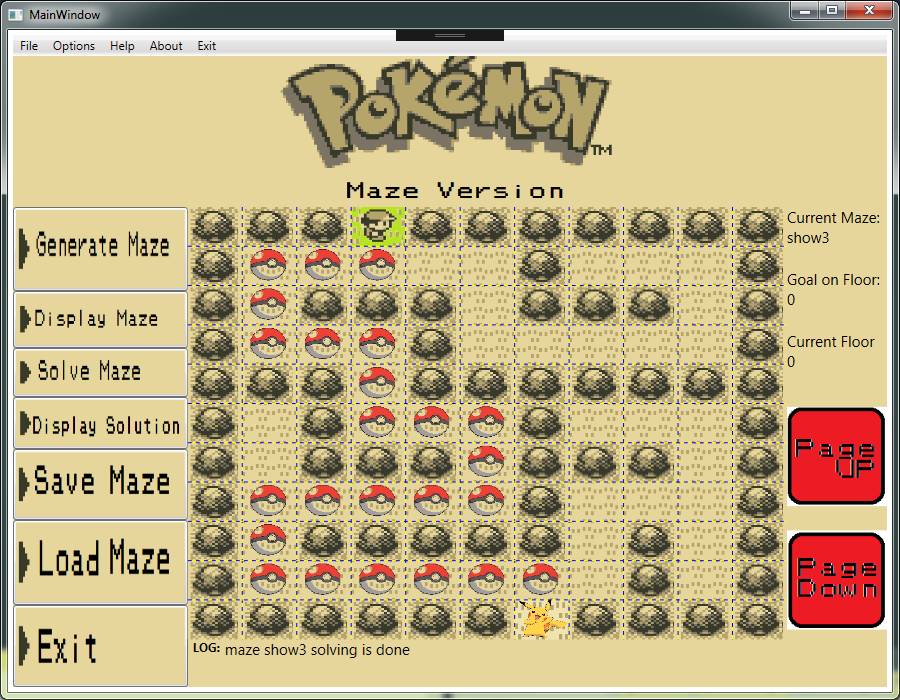 MainWindow
File Options Help About Exit
POKéMON
TM
Maze Version
Generate Maze
Display Maze
Solve Maze
Display Solution
Save Maze
Load Maze
Exit
Current Maze:
show3
Goal on Floor:
0
Current Floor
0
Page
UP
Page
Down
LOG: maze show3 solving is done